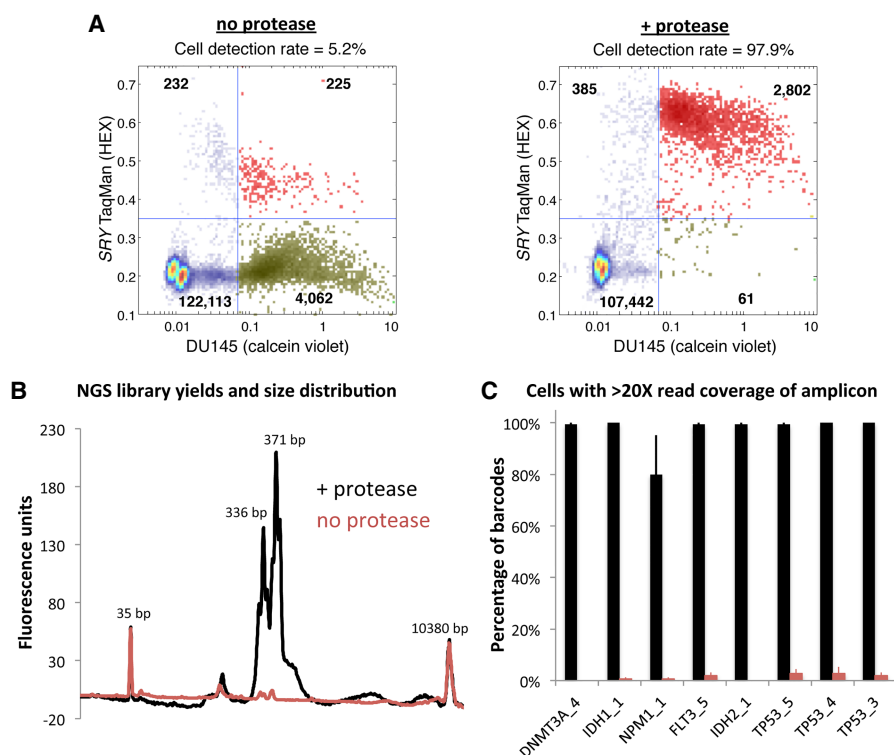 A
no protease
Cell detection rate = 5.2%
SRY TaqMan (HEX)
0.7
0.6
0.5
0.4
0.3
0.2
0.1
232
225
122,113
4,062
0.01
0.1
1
10
DU145 (calcein violet)
+ protease
Cell detection rate = 97.9%
SRY TaqMan (HEX)
0.7
0.6
0.5
0.4
0.3
0.2
0.1
385
2,802
107,442
61
0.01
0.1
1
10
DU145 (calcein violet)
B
NGS library yields and size distribution
Fluorescence units
230
180
130
80
30
-20
35 bp
336 bp
371 bp
10380 bp
+ protease
no protease
C
Cells with >20X read coverage of amplicon
Percentage of barcodes
100%
80%
60%
40%
20%
0%
DNMT3A_4
IDH1_1
NPM1_1
FLT3_5
IDH2_1
TP53_5
TP53_4
TP53_3